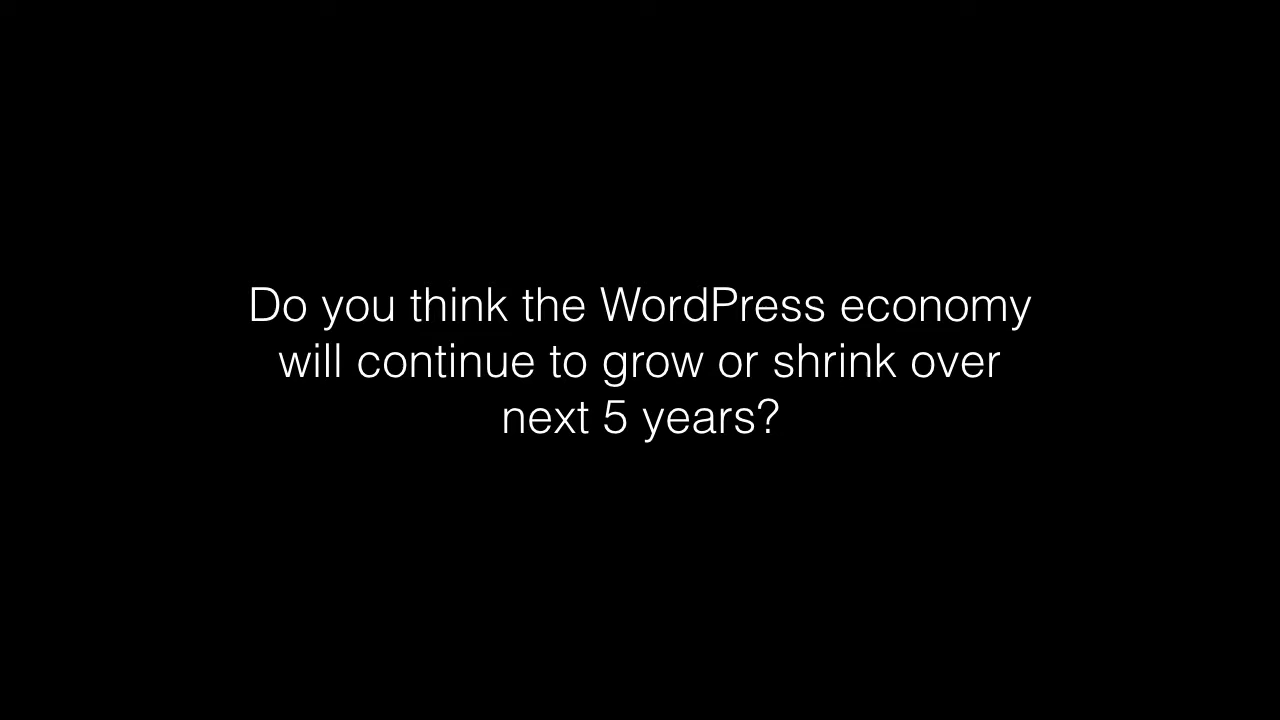 Do you think the WordPress economy
will continue to grow or shrink over
next 5 years?